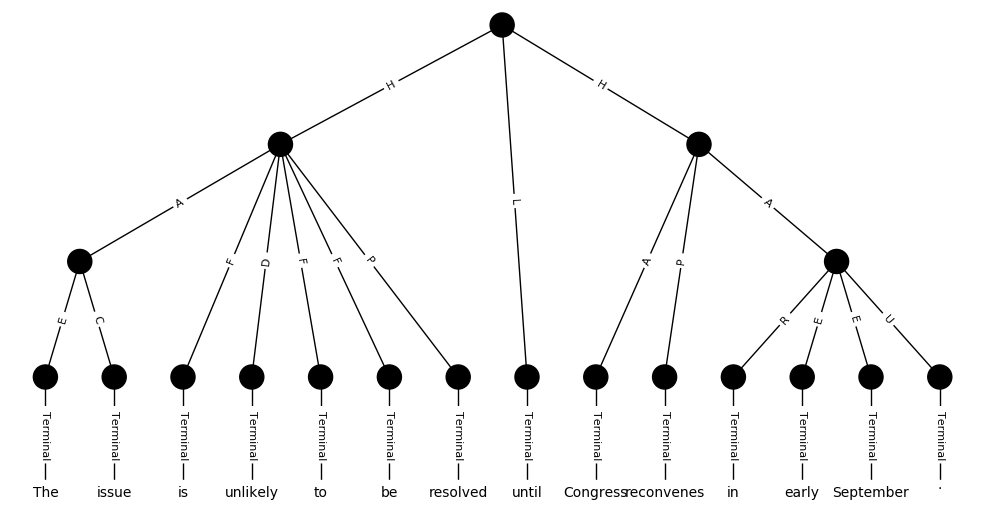 H H
L
A A
F D F F P A P
E C R E E U
Terminal Terminal Terminal Terminal Terminal Terminal Terminal Terminal Terminal Terminal Terminal Terminal Terminal Terminal
The issue is unlikely to be resolved until Congress reconvenes in early September .